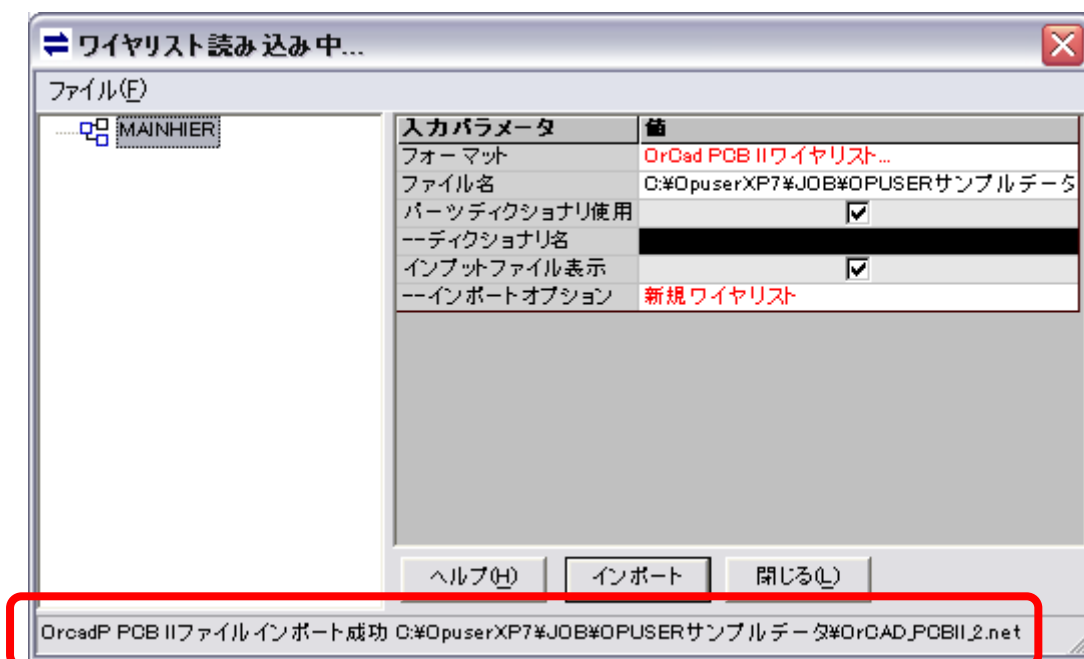 ワイヤリスト読み込み中...
ファイル(F)
MAINHIER
入力パラメータ 値
フォーマット OrCad PCB IIワイヤリスト...
ファイル名 C:¥OpuserXP7¥JOB¥OPUSERサンプルデータ
パーツディクショナリ使用
--ディクショナリ名
インプットファイル表示
--インポートオプション 新規ワイヤリスト
ヘルプ(H) インポート 閉じる(L)
OrcadP PCB IIファイルインポート成功 C:¥OpuserXP7¥JOB¥OPUSERサンプルデータ¥OrCAD_PCBII_2.net